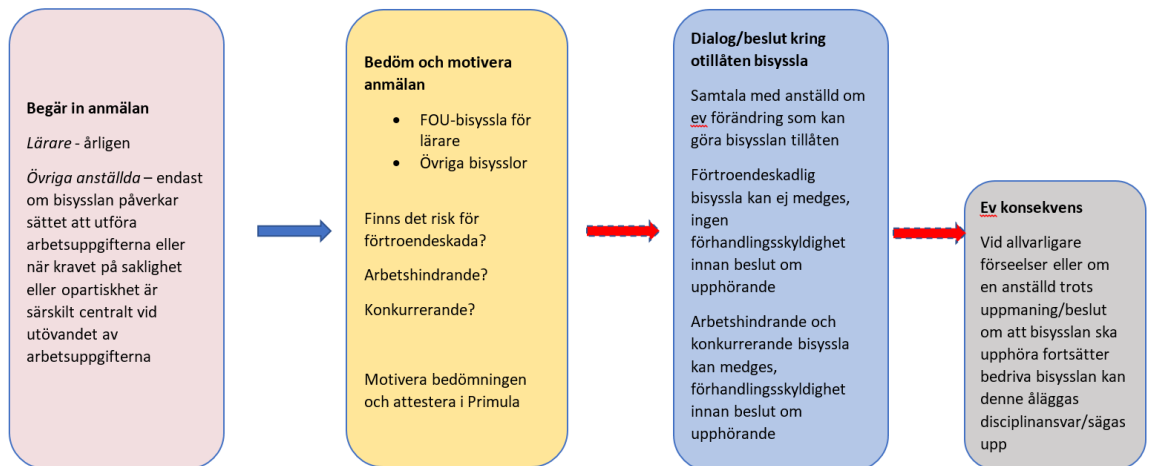 Begär in anmälan
Lärare - årligen
Övriga anställda – endast
om bisysslan påverkar
sättet att utföra
arbetsuppgifterna eller
när kravet på saklighet
eller opartiskhet är
särskilt centralt vid
utövandet av
arbetsuppgifterna
Bedöm och motivera
anmälan
• FOU-bisyssla för
lärare
• Övriga bisysslor
Finns det risk för
förtroendeskada?
Arbetshindrande?
Konkurrerande?
Motivera bedömningen
och attestera i Primula
Dialog/beslut kring
otillåten bisyssla
Samtala med anställd om
ev förändring som kan
göra bisysslan tillåten
Förtroendeskadlig
bisyssla kan ej medges,
ingen
förhandlingsskyldighet
innan beslut om
upphörande
Arbetshindrande och
konkurrerande bisyssla
kan medges,
förhandlingsskyldighet
innan beslut om
upphörande
Ev konsekvens
Vid allvarligare
förseelser eller om
en anställd trots
uppmaning/beslut
om att bisysslan ska
upphöra fortsätter
bedriva bisysslan kan
denne åläggas
disciplinansvar/sägas
upp